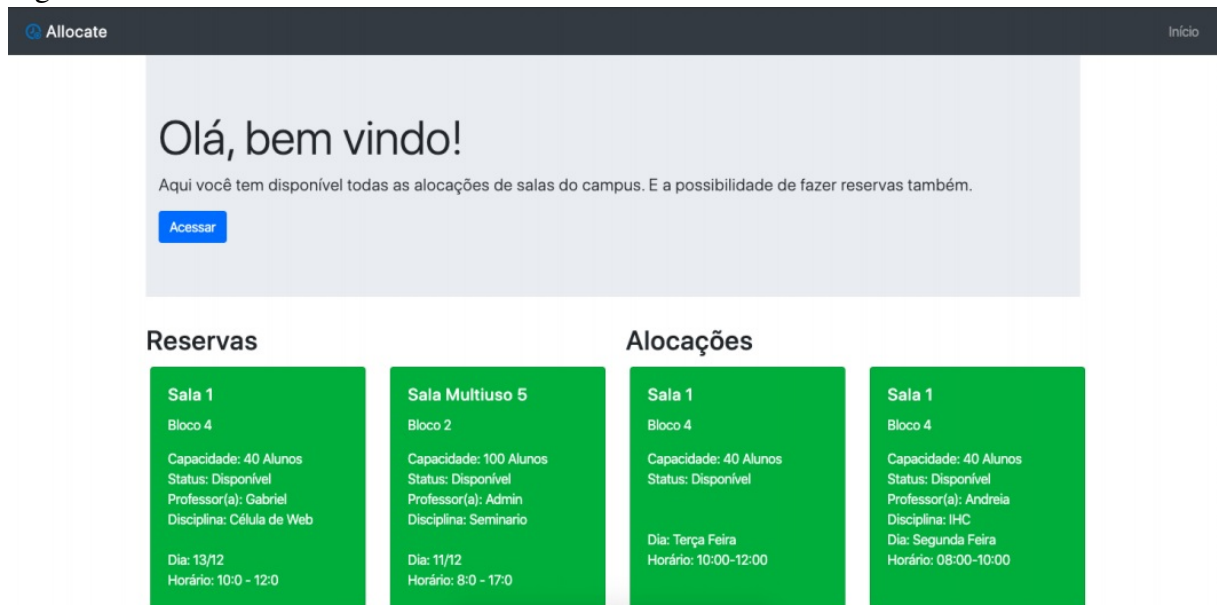 Allocate
Início
Olá, bem vindo!
Aqui você tem disponível todas as alocações de salas do campus. E a possibilidade de fazer reservas também.
Acessar
Reservas
Sala 1
Bloco 4
Capacidade: 40 Alunos
Status: Disponível
Professor(a): Gabriel
Disciplina: Célula de Web
Dia: 13/12
Horário: 10:0 - 12:0
Sala Multiuso 5
Bloco 2
Capacidade: 100 Alunos
Status: Disponível
Professor(a): Admin
Disciplina: Seminario
Dia: 11/12
Horário: 8:0 - 17:0
Alocações
Sala 1
Bloco 4
Capacidade: 40 Alunos
Status: Disponível
Dia: Terça Feira
Horário: 10:00-12:00
Sala 1
Bloco 4
Capacidade: 40 Alunos
Status: Disponível
Professor(a): Andreia
Disciplina: IHC
Dia: Segunda Feira
Horário: 08:00-10:00